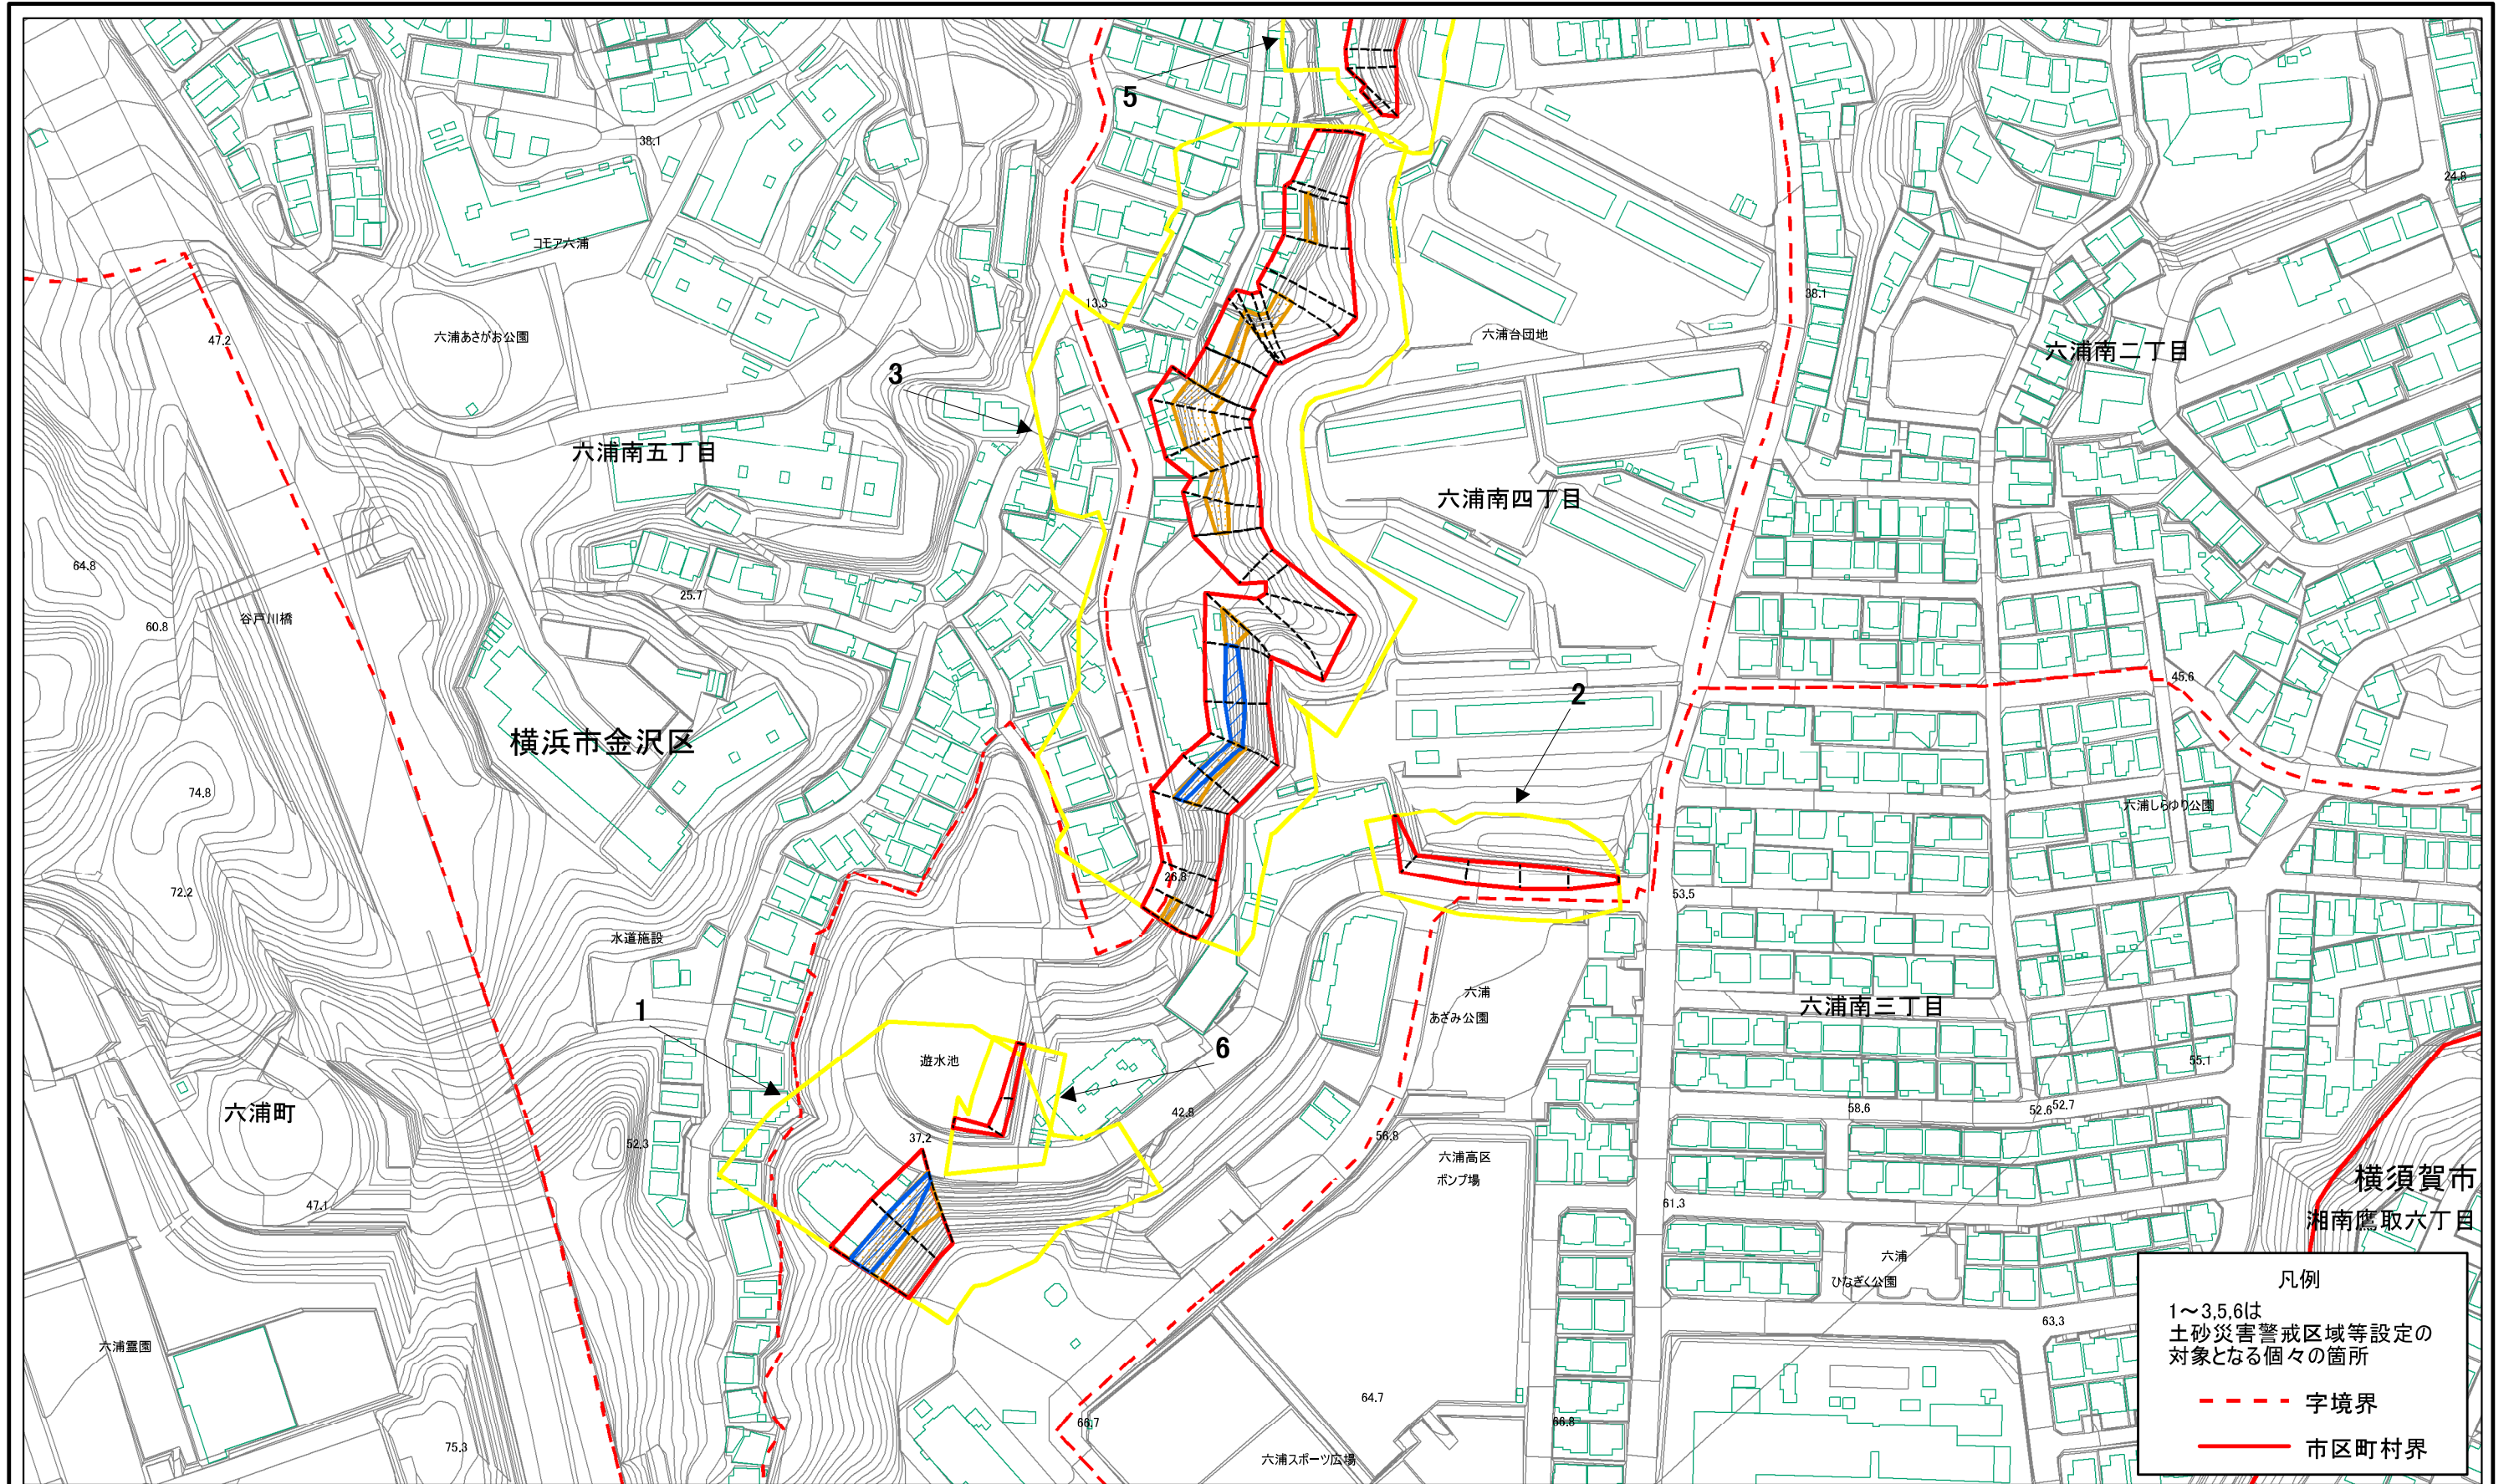 5
38.1
24.8
コモア六浦
38.1
13.3
47.2
六浦あさがお公園
六浦台団地
六浦南二丁目
3
六浦南五丁目
六浦南四丁目
64.8
25.7
60.8
谷戸川橋
45.6
2
横浜市金沢区
74.8
六浦しらゆり公園
26.8
72.2
53.5
水道施設
六浦
あざみ公園
1
六浦南三丁目
6
遊水池
55.1
六浦町
42.8
58.6
52.6
52.7
37.2
52.3
56.8
六浦高区
ポンプ場
横須賀市
湘南鷹取六丁目
47.1
61.3
六浦
ひなぎく公園
凡例
1～3,5,6は
土砂災害警戒区域等設定の
対象となる個々の箇所
字境界
市区町村界
63.3
六浦霊園
64.7
66.7
66.8
75.3
六浦スポーツ広場